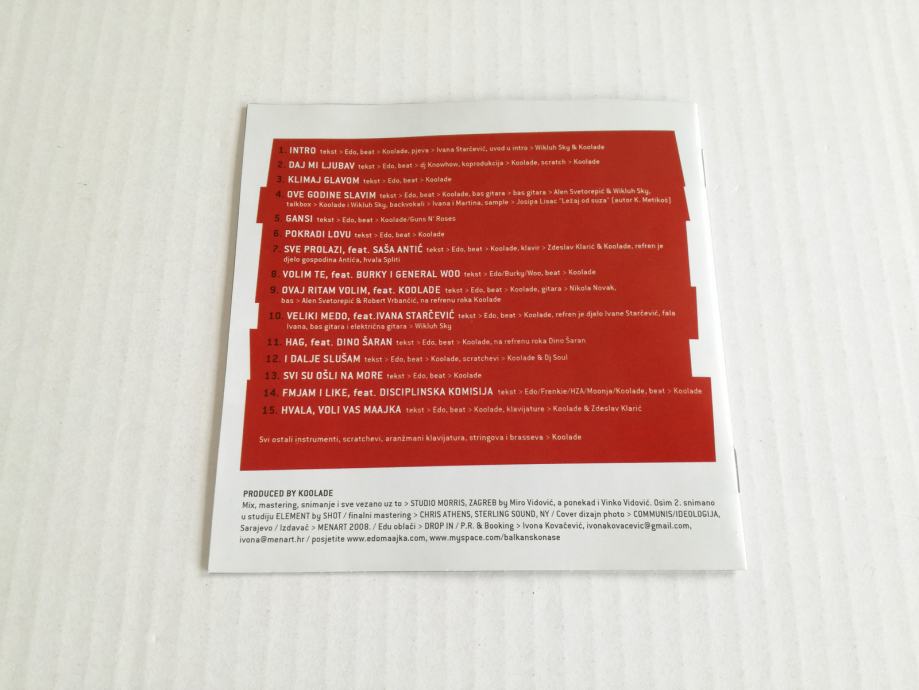 1. INTRO tekst > Edo, beat > Koolade, pjeva > Ivana Starčević, uvod u intro > Wikluh Sky & Koolade
2. DAJ MI LJUBAV tekst > Edo, beat > dj Knowhow, koprodukcija > Koolade, scratch > Koolade
3. KLIMAJ GLAVOM tekst > Edo, beat > Koolade
4. OVE GODINE SLAVIM tekst > Edo, beat > Koolade, bas gitara > bas gitara > Alen Svetorepić & Wikluh Sky,
talkbox > Koolade i Wikluh Sky, backvokali > Ivana i Martina, sample > Josipa Lisac "Ležaj od suza" [autor K. Metikoš]
5. GANSI tekst > Edo, beat > Koolade/Guns N' Roses
6. POKRADI LOVU tekst > Edo, beat > Koolade
7. SVE PROLAZI, feat. SAŠA ANTIĆ tekst > Edo, beat > Koolade, klavir > Zdeslav Klarić & Koolade, refren je
djelo gospodina Antića, hvala Spliti
8. VOLIM TE, feat. BURKY I GENERAL WOO tekst > Edo/Burky/Woo, beat > Koolade
9. OVAJ RITAM VOLIM, feat. KOOLADE tekst > Edo, beat > Koolade, gitara > Nikola Novak,
bas > Alen Svetorepić & Robert Vrbančić, na refrenu roka Koolade
10. VELIKI MEDO, feat.IVANA STARČEVIĆ tekst > Edo, beat > Koolade, refren je djelo Ivane Starčević, fala
Ivana, bas gitara i električna gitara > Wikluh Sky
11. HAG, feat. DINO ŠARAN tekst > Edo, beat > Koolade, na refrenu roka Dino Šaran
12. I DALJE SLUŠAM tekst > Edo, beat > Koolade, scratchevi > Koolade & Dj Soul
13. SVI SU OŠLI NA MORE tekst > Edo, beat > Koolade
14. FMJAM I LIKE, feat. DISCIPLINSKA KOMISIJA tekst > Edo/Frenkie/HZA/Moonja/Koolade, beat > Koolade
15. HVALA, VOLI VAS MAAJKA tekst > Edo, beat > Koolade, klavijature > Koolade & Zdeslav Klarić
Svi ostali instrumenti, scratchevi, aranžmani klavijatura, stringova i brasseva > Koolade
PRODUCED BY KOOLADE
Mix, mastering, snimanje i sve vezano uz to > STUDIO MORRIS, ZAGREB by Miro Vidović, a ponekad i Vinko Vidović. Osim 2. snimano
u studiju ELEMENT by SHOT / finalni mastering > CHRIS ATHENS, STERLING SOUND, NY / Cover dizajn photo > COMMUNIS/IDEOLOGIJA,
Sarajevo / Izdavač > MENART 2008. / Edu oblači > DROP IN / P.R. & Booking > Ivona Kovačević, ivonakovacevic@gmail.com,
ivona@menart.hr / posjetite www.edomaajka.com, www.myspace.com/balkanskonase